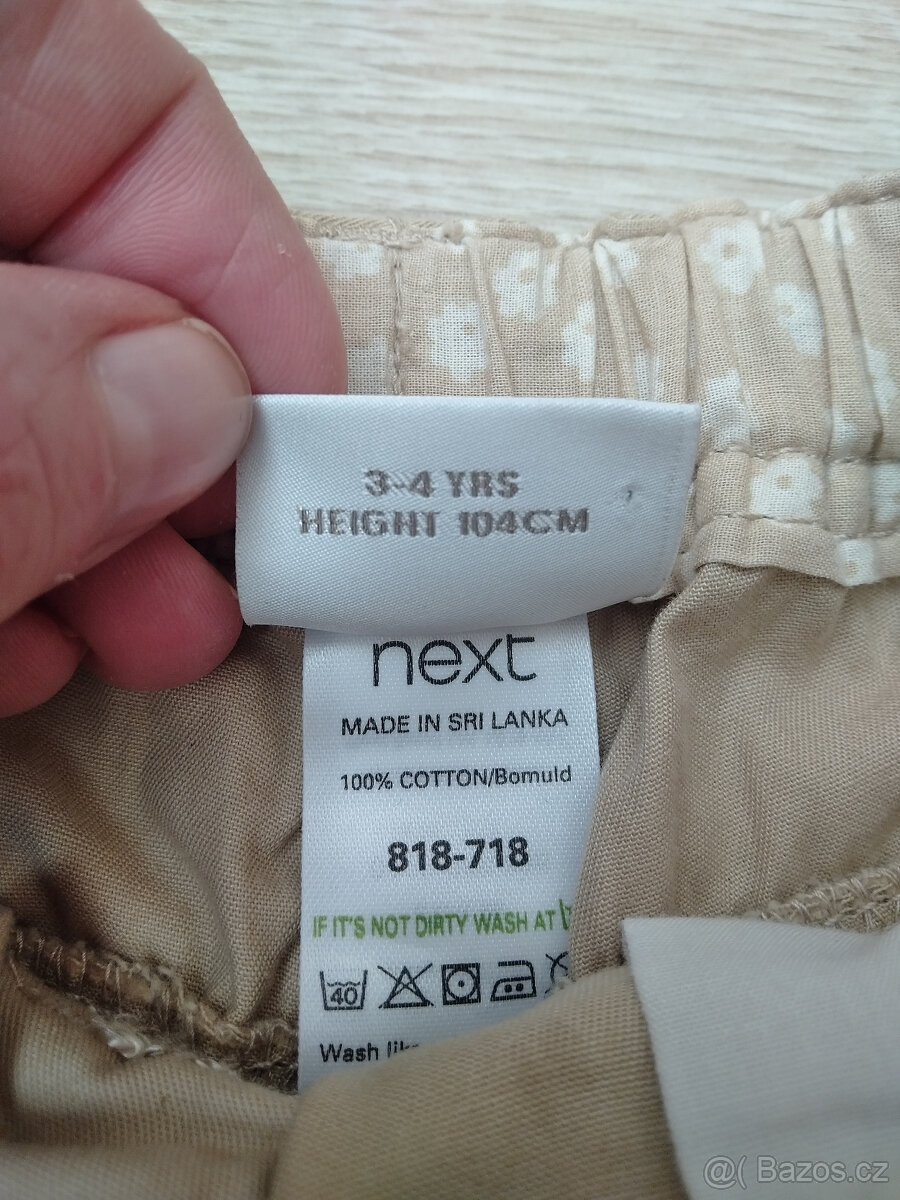 3-4 YRS
HEIGHT 104CM
next
MADE IN SRI LANKA
100% COTTON/Bomuld
818-718
IF IT'S NOT DIRTY WASH AT
40
Wash
@( Bazos.cz